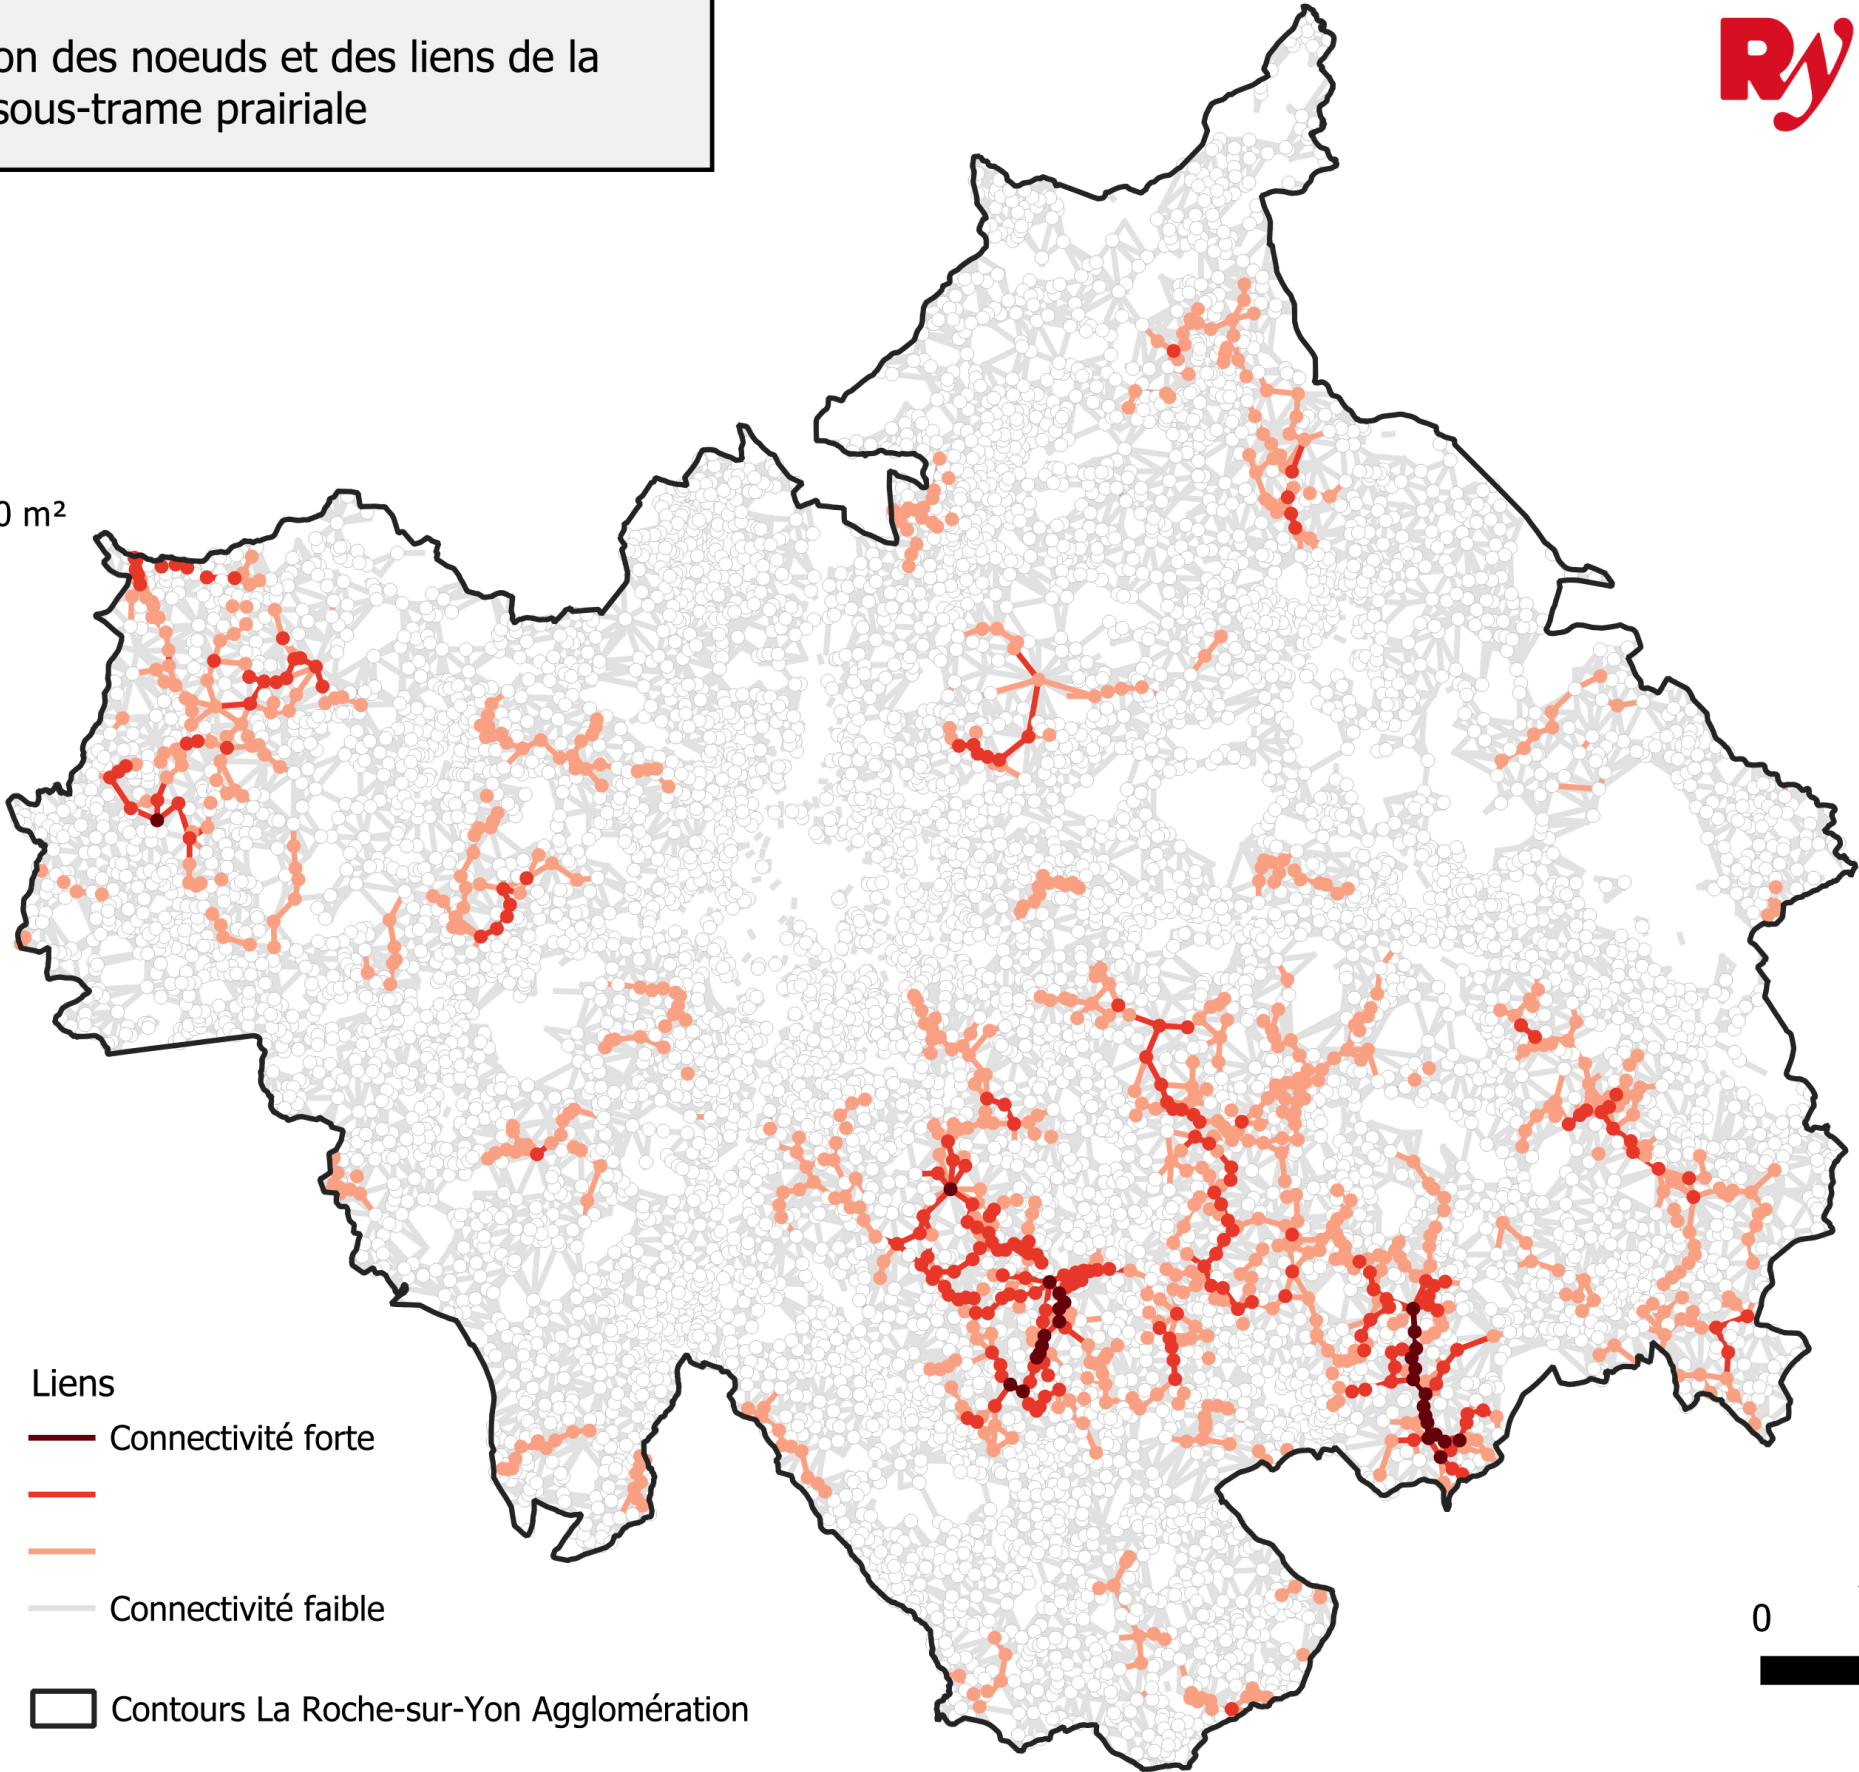 on des noeuds et des liens de la
sous-trame prairiale
Ry
0 m²
Liens
Connectivité forte
Connectivité faible
Contours La Roche-sur-Yon Agglomération
0